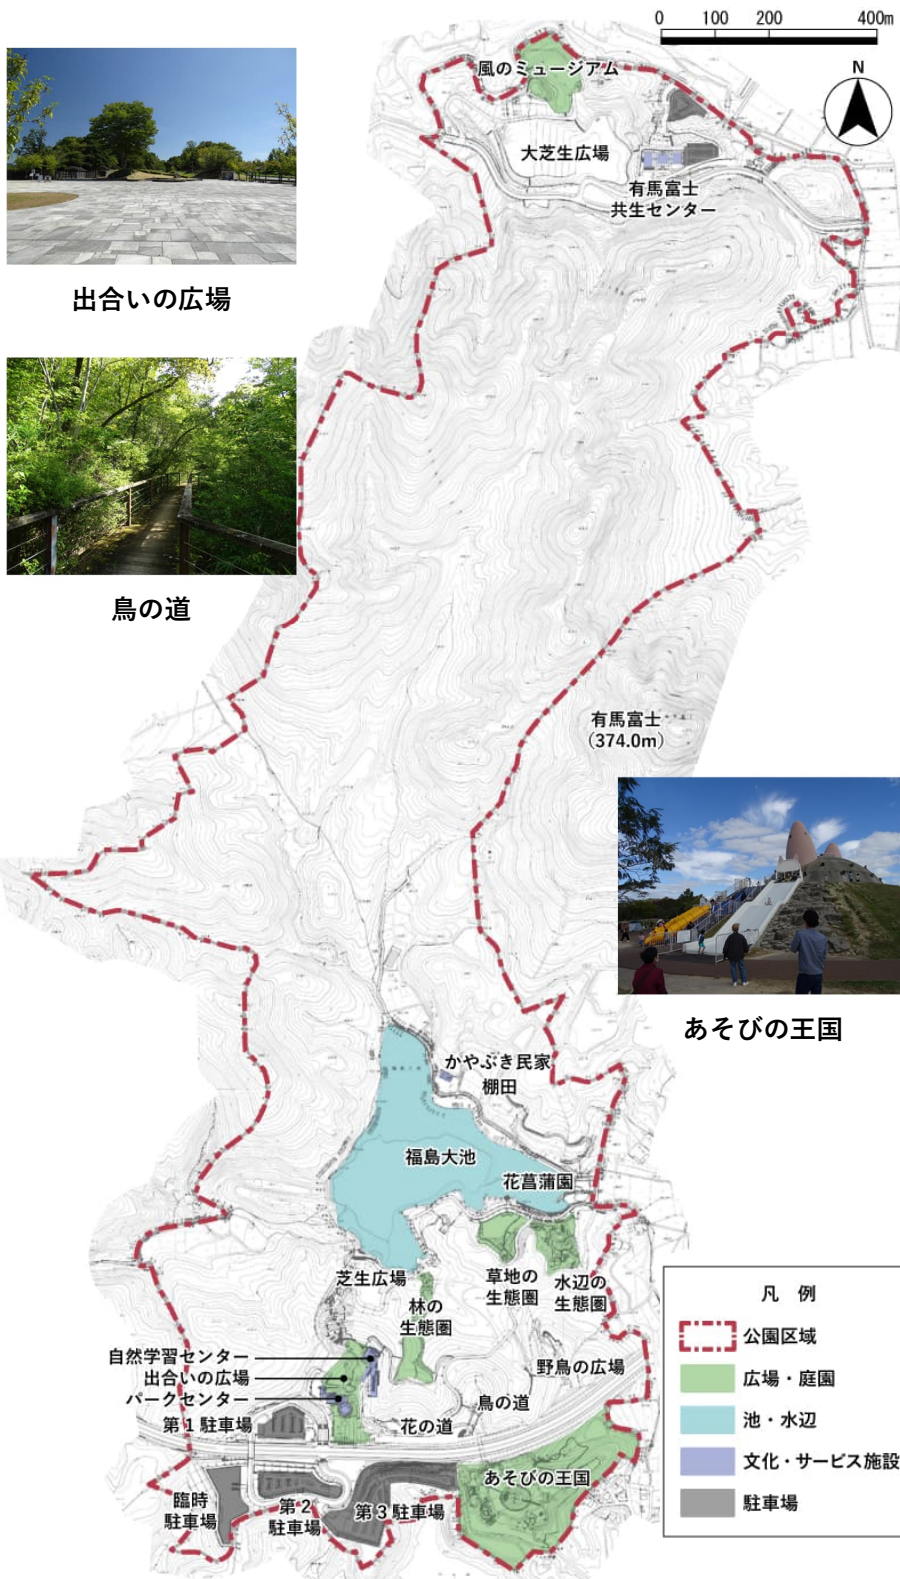 0 100 200 400m
N
風のミュージアム
大芝生広場
有馬富士
共生センター
出合いの広場
鳥の道
有馬富士
(374.0m)
あそびの王国
かやぶき民家
棚田
福島大池
花菖蒲園
芝生広場
草地の
生態園
水辺の
生態園
林の
生態園
自然学習センター
出合いの広場
パークセンター
野鳥の広場
鳥の道
花の道
第1駐車場
あそびの王国
臨時
駐車場
第2
駐車場
第3駐車場
凡 例
公園区域
広場・庭園
池・水辺
文化・サービス施設
駐車場